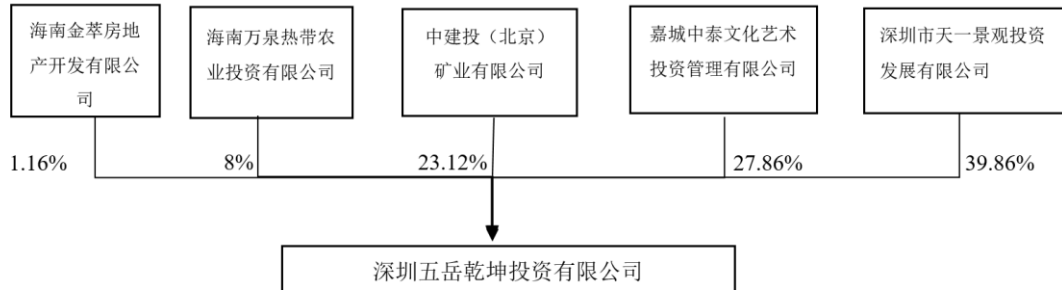 海南金萃房地
产开发有限公
司
海南万泉热带农
业投资有限公司
中建投（北京）
矿业有限公司
嘉城中泰文化艺术
投资管理有限公司
深圳市天一景观投资
发展有限公司
1.16%
8%
23.12%
27.86%
39.86%
深圳五岳乾坤投资有限公司